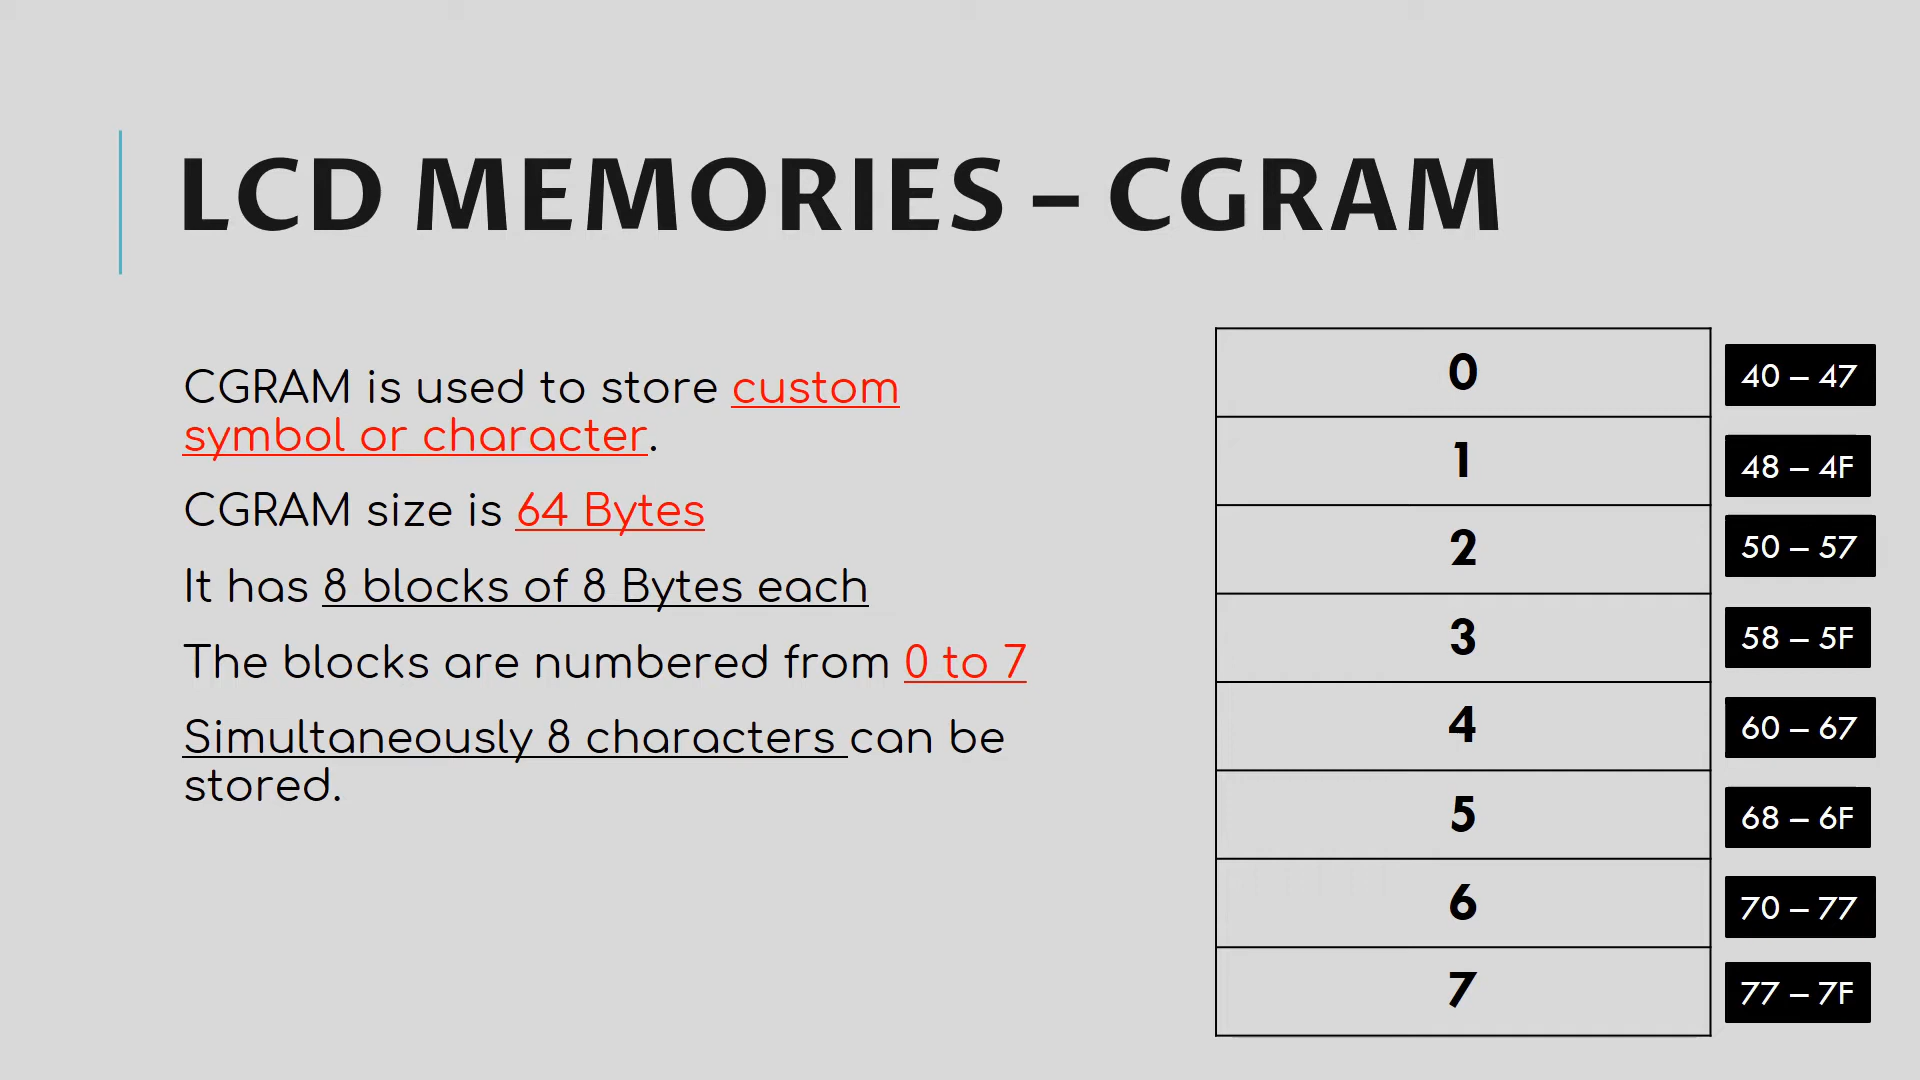 LCD MEMORIES – CGRAM
CGRAM is used to store custom
symbol or character.
CGRAM size is 64 Bytes
It has 8 blocks of 8 Bytes each
The blocks are numbered from 0 to 7
Simultaneously 8 characters can be
stored.
0 40 – 47
1 48 – 4F
2 50 – 57
3 58 – 5F
4 60 – 67
5 68 – 6F
6 70 – 77
7 77 – 7F